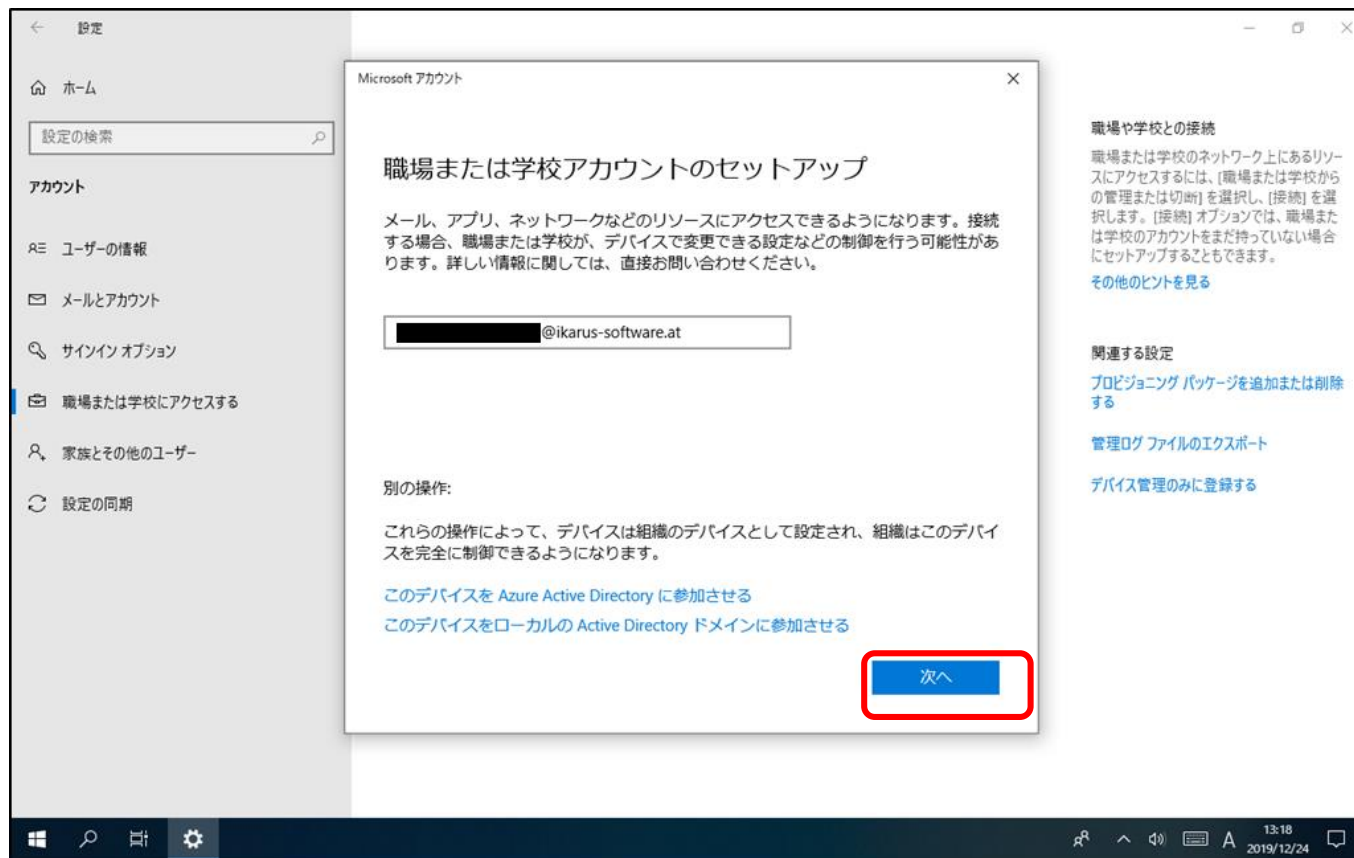 設定
ホーム
設定の検索
アカウント
ユーザーの情報
メールとアカウント
サインイン オプション
職場または学校にアクセスする
家族とその他のユーザー
設定の同期
Microsoft アカウント
職場または学校アカウントのセットアップ
メール、アプリ、ネットワークなどのリソースにアクセスできるようになります。接続
する場合、職場または学校が、デバイスで変更できる設定などの制御を行う可能性があ
ります。詳しい情報に関しては、直接お問い合わせください。
@ikarus-software.at
別の操作:
これらの操作によって、デバイスは組織のデバイスとして設定され、組織はこのデバイ
スを完全に制御できるようになります。
このデバイスを Azure Active Directory に参加させる
このデバイスをローカルの Active Directory ドメインに参加させる
次へ
職場や学校との接続
職場または学校のネットワーク上にあるリソー
スにアクセスするには、[職場または学校から
の管理または切断] を選択し、[接続] を選
択します。[接続] オプションでは、職場また
は学校のアカウントをまだ持っていない場合
にセットアップすることもできます。
その他のヒントを見る
関連する設定
プロビジョニング パッケージを追加または削除
する
管理ログ ファイルのエクスポート
デバイス管理のみに登録する
A
13:18
2019/12/24